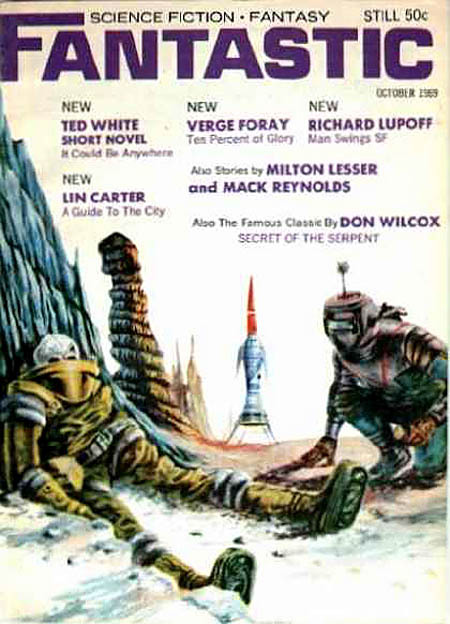 SCIENCE FICTION • FANTASY
STILL 50c
FANTASTIC
OCTOBER 1969
NEW
TED WHITE
SHORT NOVEL
It Could Be Anywhere
NEW
VERGE FORAY
Ten Percent of Glory
NEW
RICHARD LUPOFF
Man Swings SF
NEW
LIN CARTER
A Guide To The City
Also Stories by MILTON LESSER
and MACK REYNOLDS
Also The Famous Classic By DON WILCOX
SECRET OF THE SERPENT